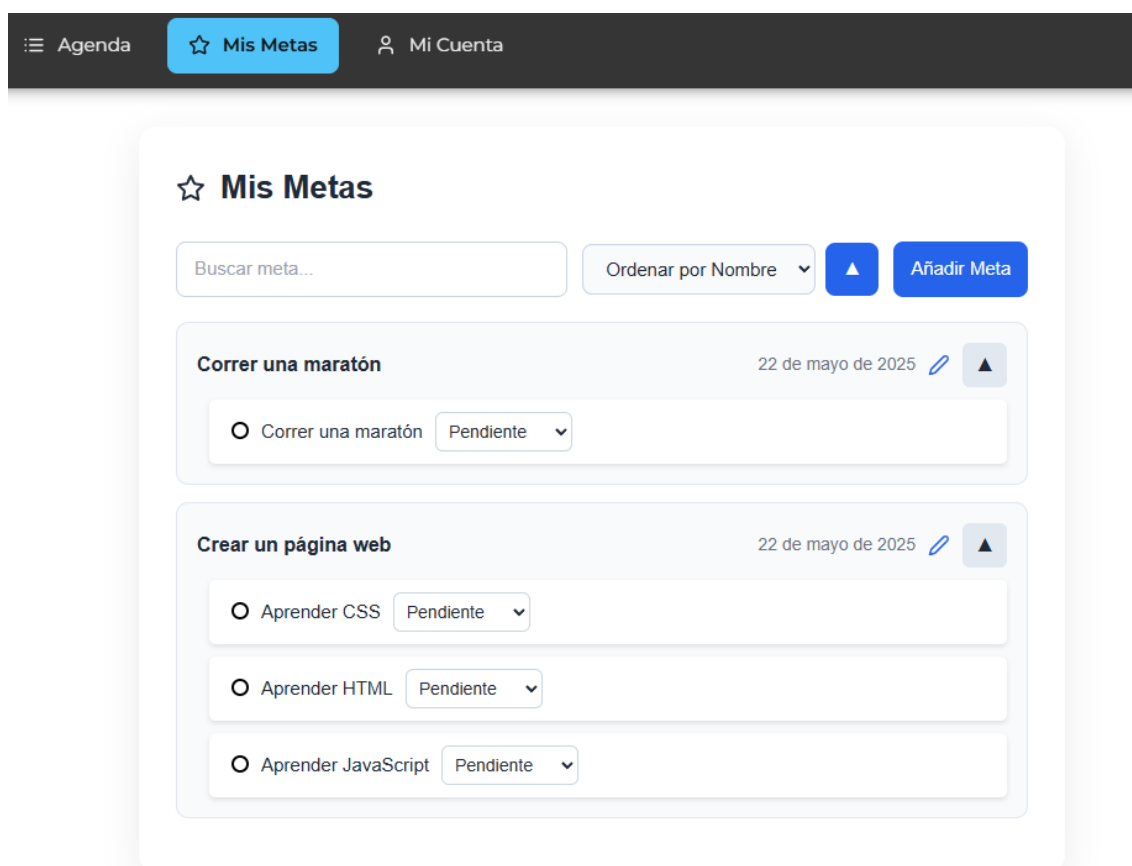 Agenda Mis Metas Mi Cuenta
Mis Metas
Buscar meta... Ordenar por Nombre ▲ Añadir Meta
Correr una maratón 22 de mayo de 2025 ▲
Correr una maratón Pendiente
Crear un página web 22 de mayo de 2025 ▲
Aprender CSS Pendiente
Aprender HTML Pendiente
Aprender JavaScript Pendiente